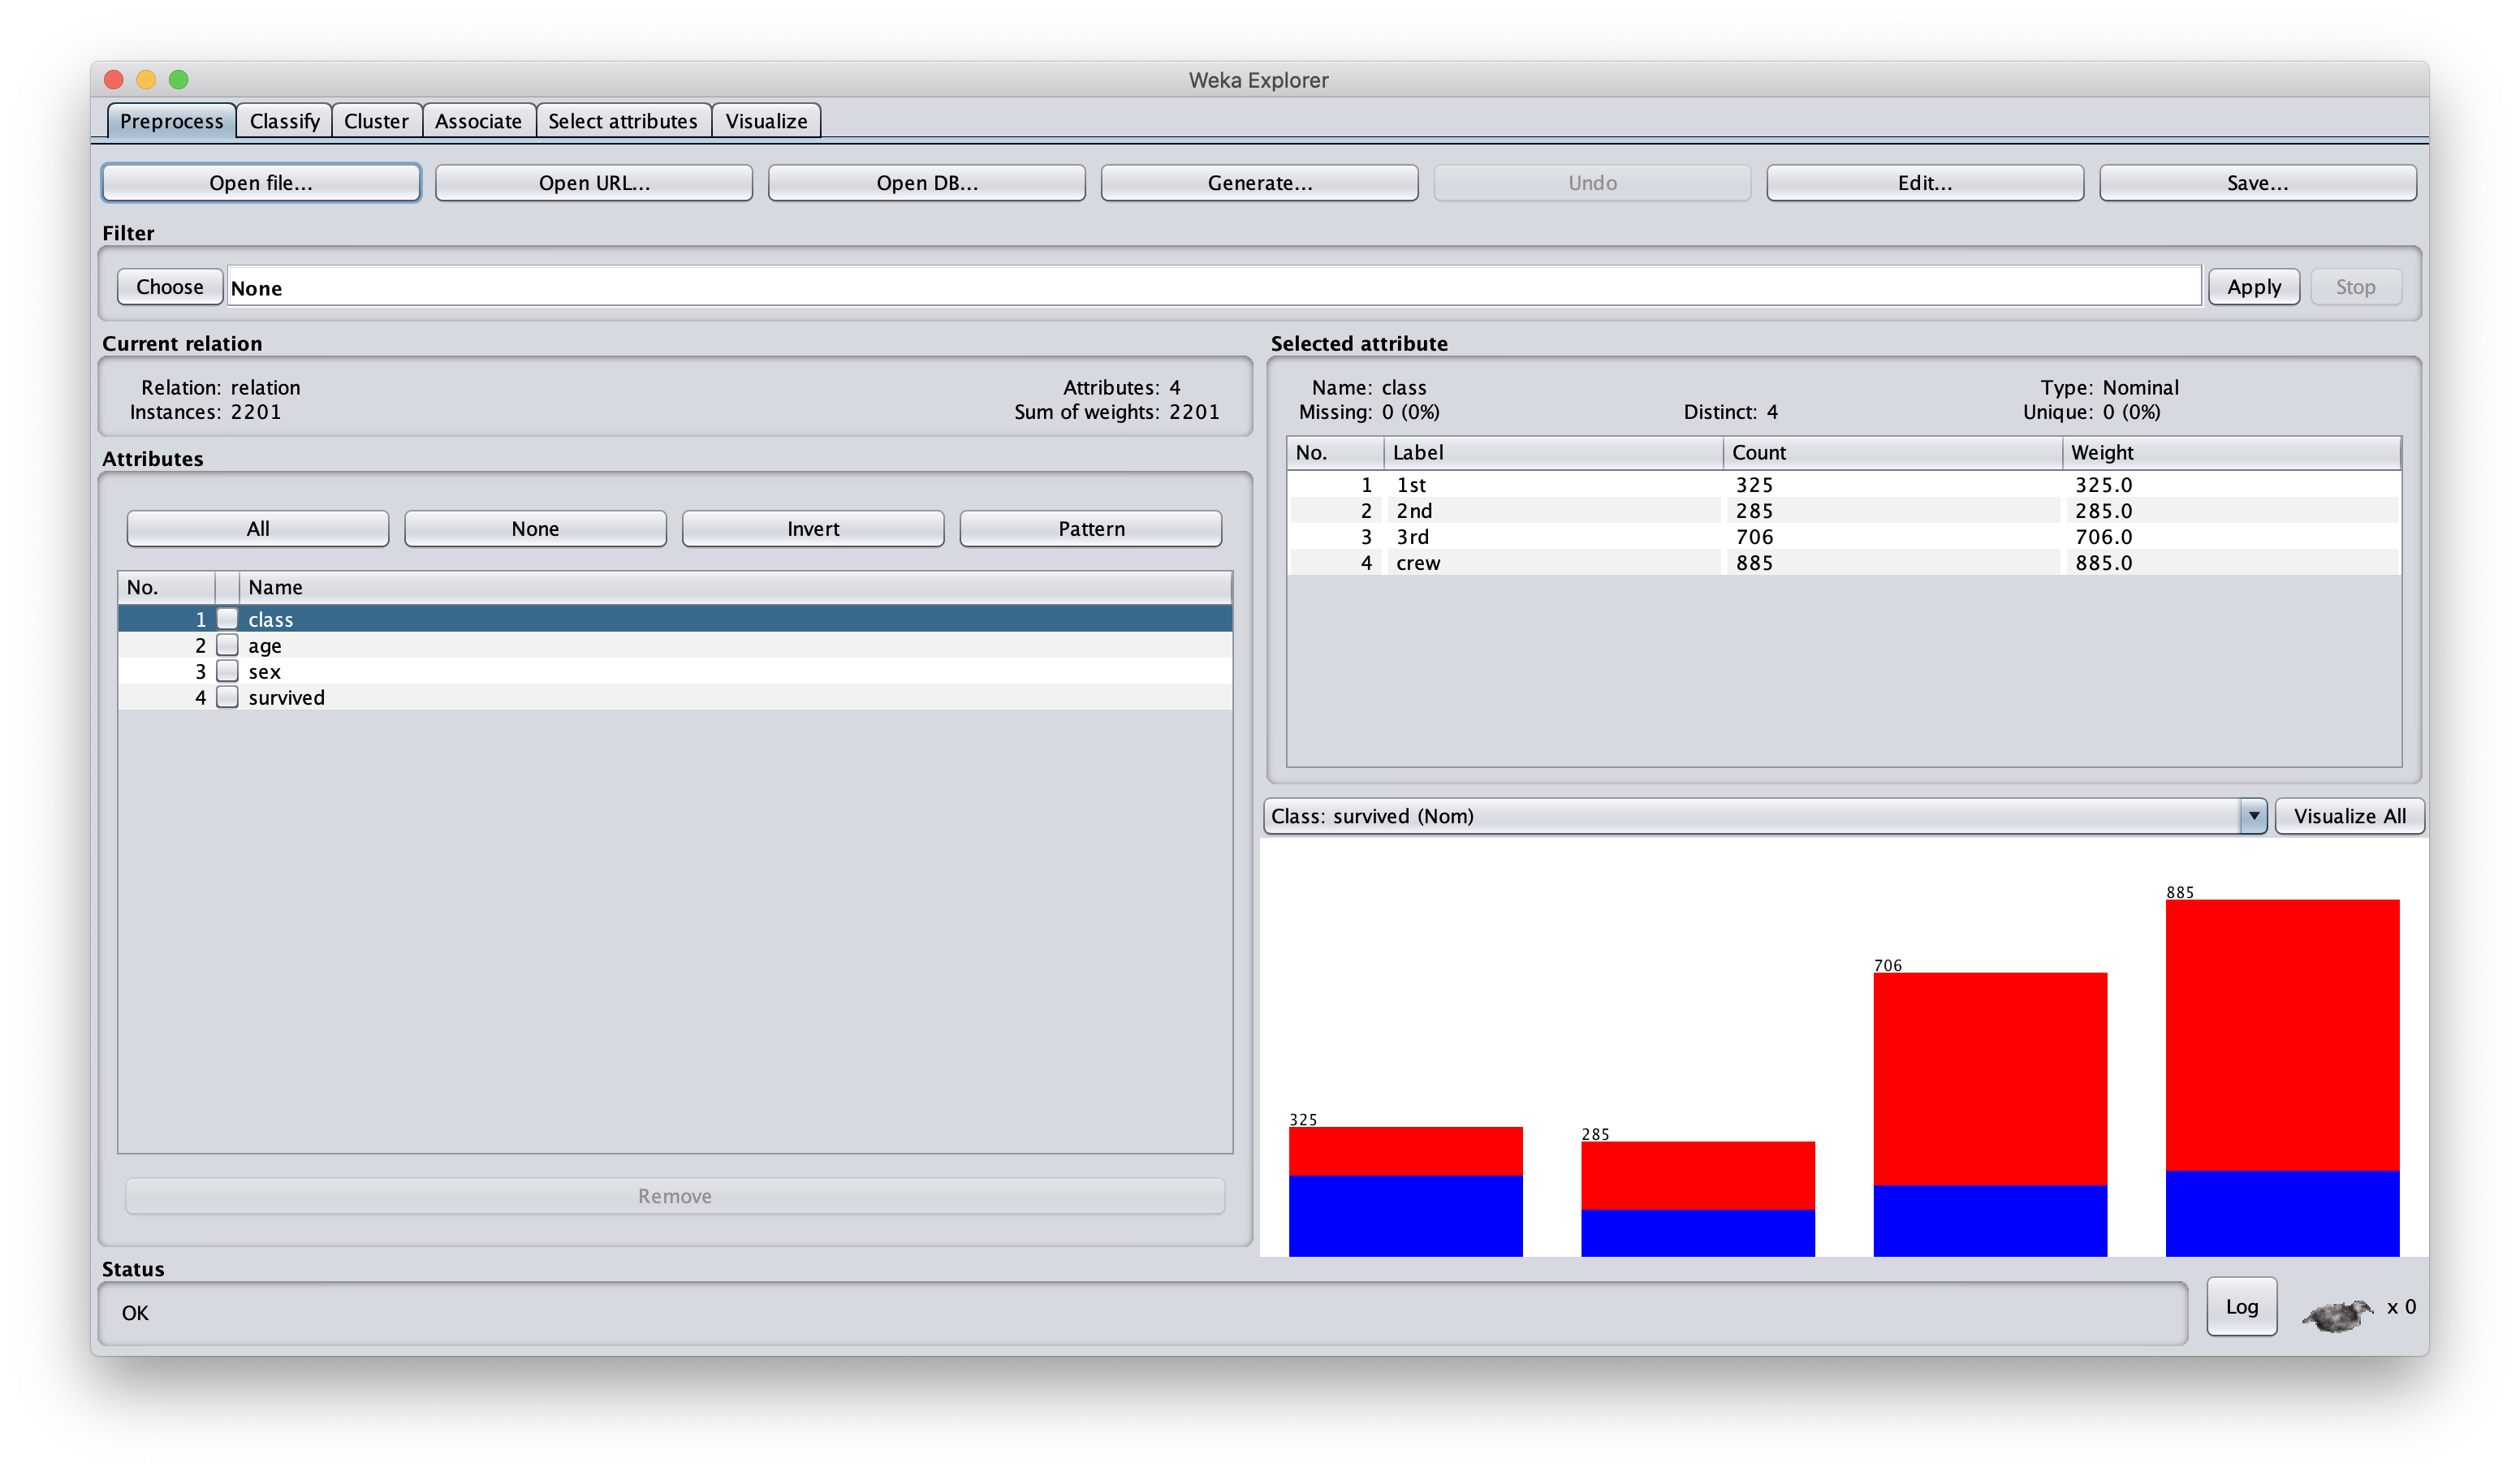 Weka Explorer
Preprocess Classify Cluster Associate Select attributes Visualize
Open file... Open URL... Open DB... Generate... Undo Edit... Save...
Filter
Choose None Apply Stop
Current relation
Relation: relation Attributes: 4
Instances: 2201 Sum of weights: 2201
Attributes
All None Invert Pattern
No. Name
1 class
2 age
3 sex
4 survived
Remove
Selected attribute
Name: class Type: Nominal
Missing: 0 (0%) Distinct: 4 Unique: 0 (0%)
No. Label Count Weight
1 1st 325 325.0
2 2nd 285 285.0
3 3rd 706 706.0
4 crew 885 885.0
Class: survived (Nom) Visualize All
325
285
706
885
Status
OK
Log x 0